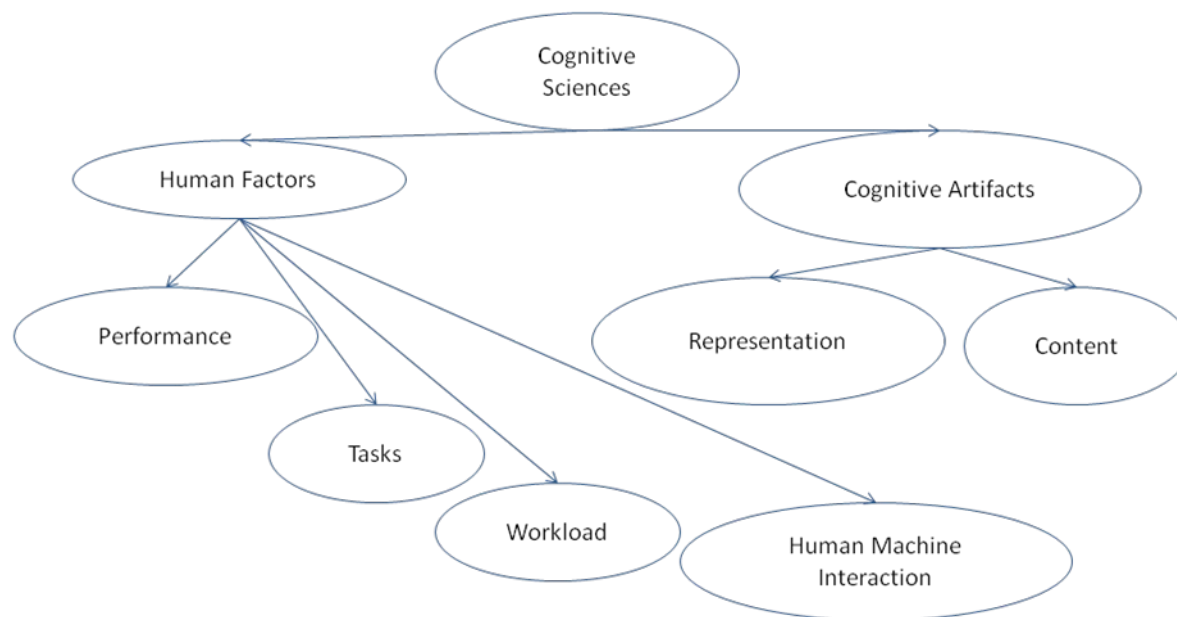 Cognitive
Sciences
Human Factors
Cognitive Artifacts
Performance
Representation
Content
Tasks
Workload
Human Machine
Interaction